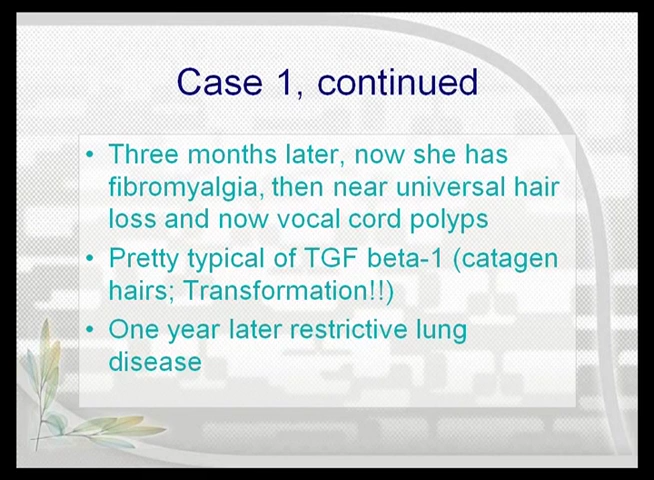 Case 1, continued
• Three months later, now she has
fibromyalgia, then near universal hair
loss and now vocal cord polyps
• Pretty typical of TGF beta-1 (catagen
hairs; Transformation!!)
• One year later restrictive lung
disease